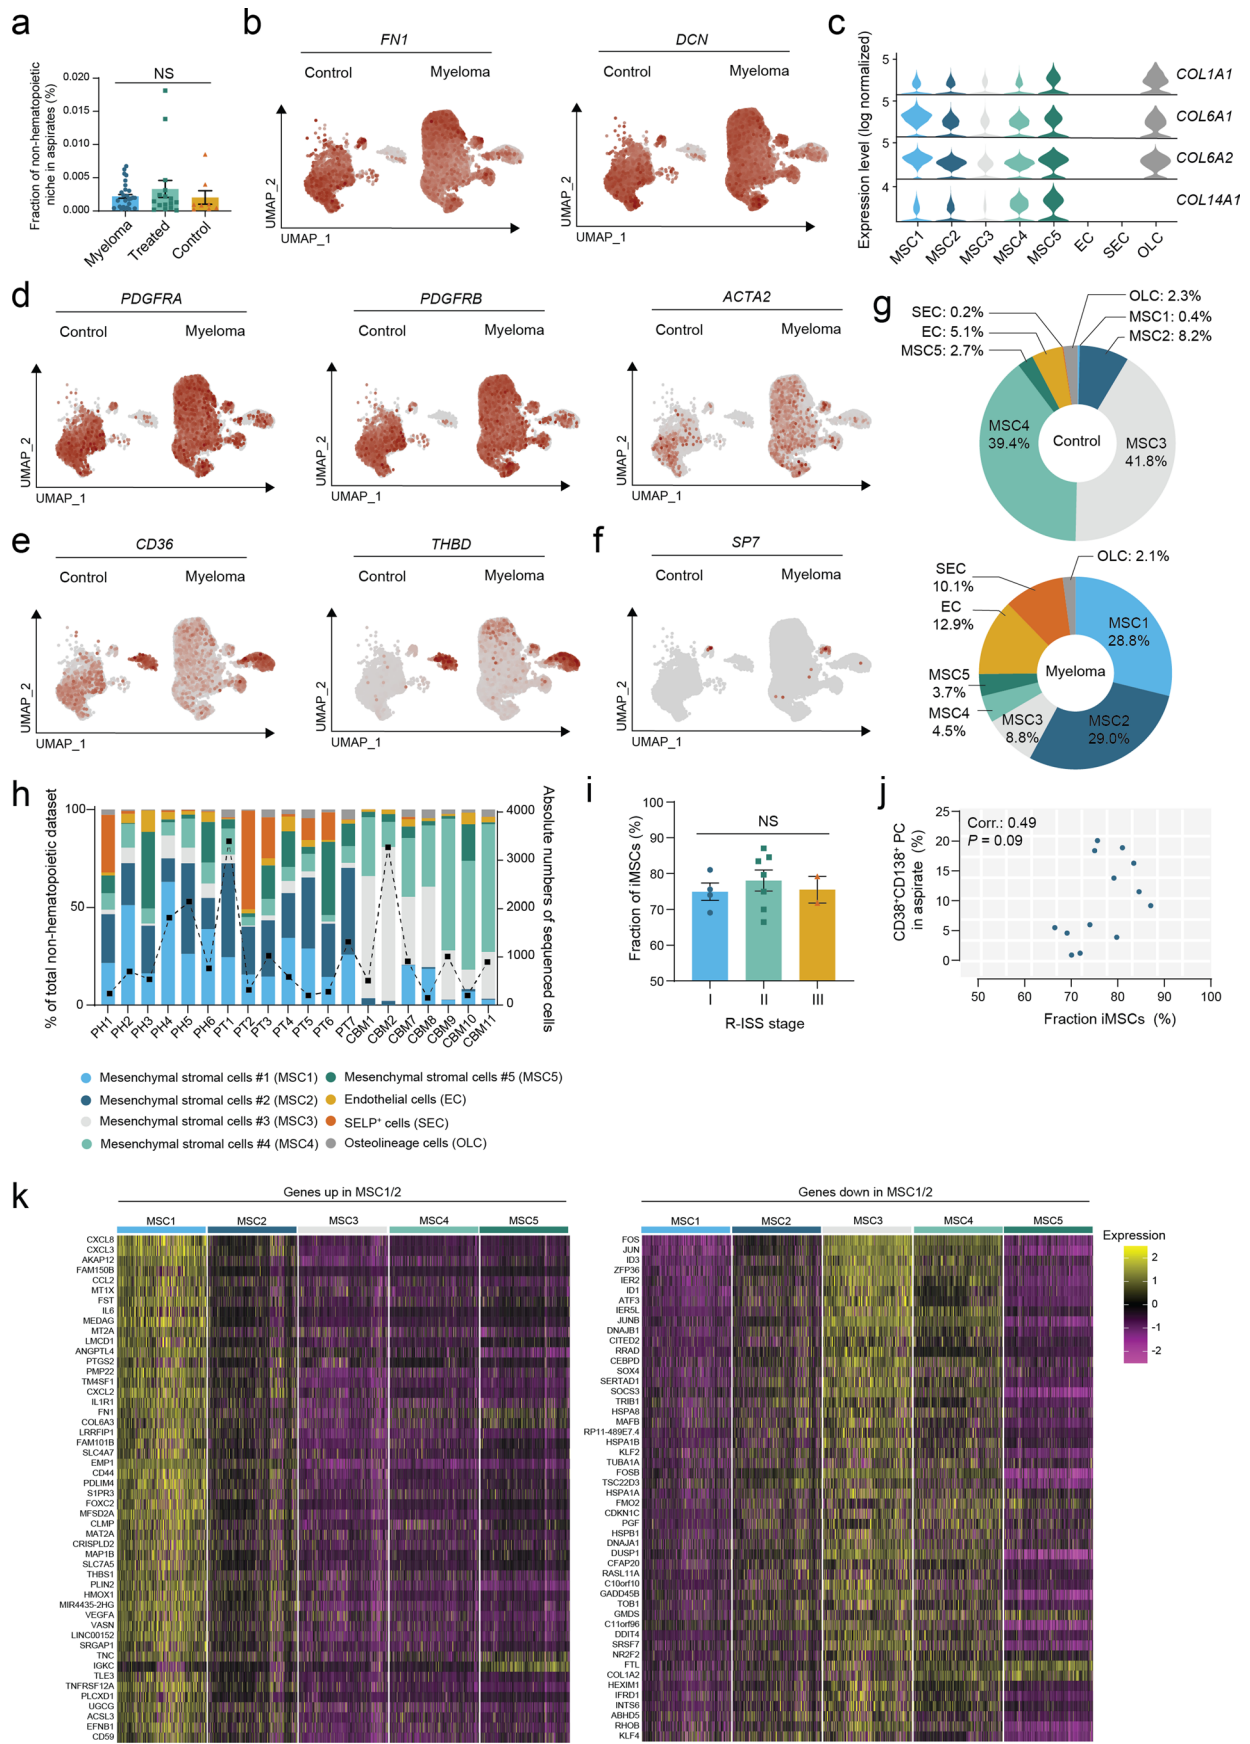 a
NS
Fraction of non-hematopoietic
niche in aspirates (%)
0.020
0.015
0.010
0.005
0.000
Myeloma
Treated
Control
b
FN1
Control
Myeloma
UMAP_2
UMAP_1
DCN
Control
Myeloma
UMAP_2
UMAP_1
c
Expression level (log normalized)
5
COL1A1
5
COL6A1
5
COL6A2
4
COL14A1
MSC1
MSC2
MSC3
MSC4
MSC5
EC
SEC
OLC
d
PDGFRA
Control
Myeloma
UMAP_2
UMAP_1
PDGFRB
Control
Myeloma
UMAP_2
UMAP_1
ACTA2
Control
Myeloma
UMAP_2
UMAP_1
e
CD36
Control
Myeloma
UMAP_2
UMAP_1
THBD
Control
Myeloma
UMAP_2
UMAP_1
f
SP7
Control
Myeloma
UMAP_2
UMAP_1
g
OLC: 2.3%
SEC: 0.2%
MSC1: 0.4%
EC: 5.1%
MSC2: 8.2%
MSC5: 2.7%
MSC4
39.4%
Control
MSC3
41.8%
OLC: 2.1%
SEC
10.1%
EC
12.9%
MSC1
28.8%
Myeloma
MSC5
3.7%
MSC4
4.5%
MSC3
8.8%
MSC2
29.0%
h
% of total non-hematopoietic dataset
100
50
0
Absolute numbers of
sequenced cells
4000
3000
2000
1000
0
PH1
PH2
PH3
PH4
PH5
PH6
PT1
PT2
PT3
PT4
PT5
PT6
PT7
CBM1
CBM2
CBM7
CBM8
CBM9
CBM10
CBM11
Mesenchymal stromal cells #1 (MSC1)
Mesenchymal stromal cells #2 (MSC2)
Mesenchymal stromal cells #3 (MSC3)
Mesenchymal stromal cells #4 (MSC4)
Mesenchymal stromal cells #5 (MSC5)
Endothelial cells (EC)
SELP⁺ cells (SEC)
Osteolineage cells (OLC)
i
NS
Fraction of iMSCs (%)
100
90
80
70
60
50
I
II
III
R-ISS stage
j
Corr.: 0.49
P = 0.09
CD38⁺CD138⁺ PC
in aspirate (%)
25
20
15
10
5
0
50
60
70
80
90
100
Fraction iMSCs (%)
k
Genes up in MSC1/2
MSC1
MSC2
MSC3
MSC4
MSC5
CXCL8
CXCL3
AKAP12
FAM150B
CCL2
MT1X
FST
IL6
MEDAG
MT2A
LMCD1
ANGPTL4
PTGS2
PMP22
TM4SF1
CXCL2
IL1R1
FN1
COL6A3
LRRFIP1
FAM101B
SLC4A7
EMP1
CD44
PDLIM4
S1PR3
FOXC2
MFSD2A
CLMP
MAT2A
CRISPLD2
MAP1B
SLC7A5
THBS1
PLIN2
HMOX1
MIR4435-2HG
VEGFA
VASN
LINC00152
SRGAP1
TNC
IGKC
TLE3
TNFRSF12A
PLCXD1
UGCG
ACSL3
EFNB1
CD59
Genes down in MSC1/2
MSC1
MSC2
MSC3
MSC4
MSC5
FOS
JUN
ID3
ZFP36
IER2
ID1
ATF3
IER5L
JUNB
DNAJB1
CITED2
RRAD
CEBPD
SOX4
SERTAD1
SOCS3
TRIB1
HSPA8
MAFB
RP11-489E7.4
HSPA1B
KLF2
TUBA1A
FOSB
TSC22D3
HSPA1A
FMO2
CDKN1C
PGF
HSPB1
DNAJA1
DUSP1
CFAP20
RASL11A
C10orf10
GADD45B
TOB1
GMDS
C11orf96
DDIT4
SRSF7
NR2F2
FTL
COL1A2
HEXIM1
IFRD1
INTS6
ABHD5
RHOB
KLF4
Expression
2
1
0
-1
-2